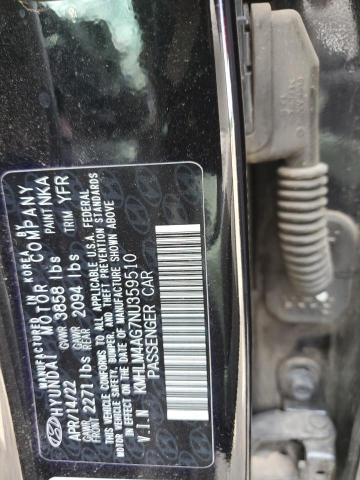 MANUFACTURED IN KOREA BY
HYUNDAI MOTOR COMPANY
APR/14/22 GVWR 3858 lbs PAINT NKA
GAWR FRONT 2271 lbs GAWR REAR 2094 lbs TRIM YFR
THIS VEHICLE CONFORMS TO ALL APPLICABLE U.S.A. FEDERAL
MOTOR VEHICLE SAFETY, BUMPER, AND THEFT PREVENTION STANDARDS
IN EFFECT ON THE DATE OF MANUFACTURE SHOWN ABOVE.
V.I.N KMHLM4AG7NU359510
PASSENGER CAR